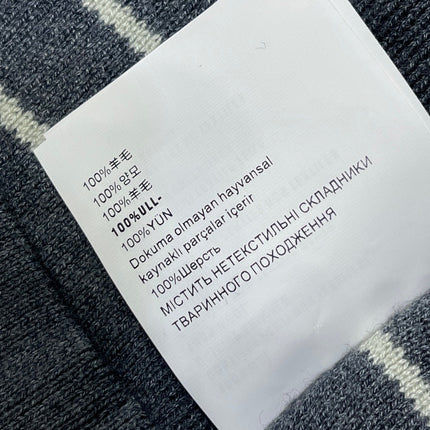 100%羊毛
100%양모
100%羊毛
100%ULL-
100%YÜN
Dokuma olmayan hayvansal
kaynaklı parçalar içerir
100%Шерсть
МІСТИТЬ НЕТЕКСТИЛЬНІ СКЛАДНИКИ
ТВАРИННОГО ПОХОДЖЕННЯ